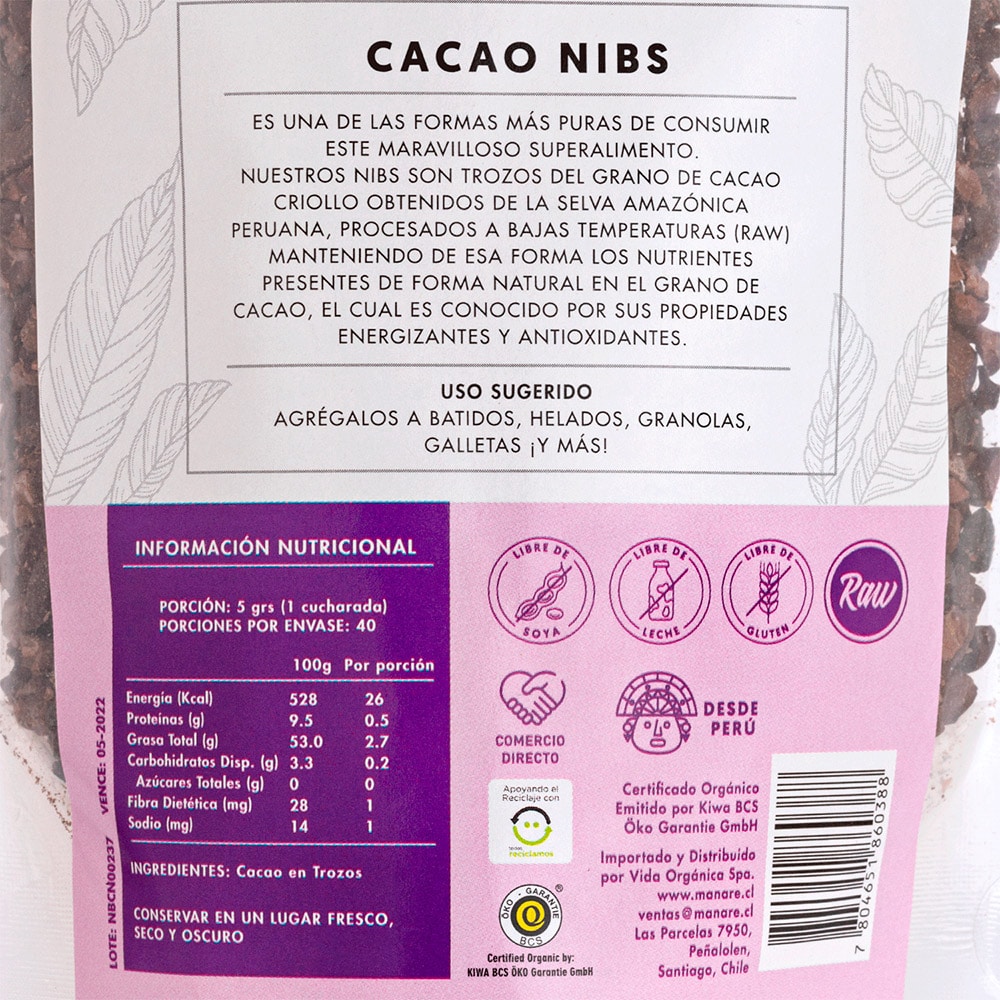 CACAO NIBS
ES UNA DE LAS FORMAS MÁS PURAS DE CONSUMIR
ESTE MARAVILLOSO SUPERALIMENTO.
NUESTROS NIBS SON TROZOS DEL GRANO DE CACAO
CRIOLLO OBTENIDOS DE LA SELVA AMAZÓNICA
PERUANA, PROCESADOS A BAJAS TEMPERATURAS (RAW)
MANTENIENDO DE ESA FORMA LOS NUTRIENTES
PRESENTES DE FORMA NATURAL EN EL GRANO DE
CACAO, EL CUAL ES CONOCIDO POR SUS PROPIEDADES
ENERGIZANTES Y ANTIOXIDANTES.
USO SUGERIDO
AGRÉGALOS A BATIDOS, HELADOS, GRANOLAS,
GALLETAS ¡Y MÁS!
INFORMACIÓN NUTRICIONAL
PORCIÓN: 5 grs (1 cucharada)
PORCIONES POR ENVASE: 40
100g Por porción
Energía (Kcal) 528 26
Proteínas (g) 9.5 0.5
Grasa Total (g) 53.0 2.7
Carbohidratos Disp. (g) 3.3 0.2
Azúcares Totales (g) 0 0
Fibra Dietética (mg) 28 1
Sodio (mg) 14 1
INGREDIENTES: Cacao en Trozos
CONSERVAR EN UN LUGAR FRESCO,
SECO Y OSCURO
LOTE: NBCN00237 VENCE: 05-2022
LIBRE DE
SOYA
LIBRE DE
LECHE
LIBRE DE
GLUTEN
Raw
COMERCIO
DIRECTO
DESDE
PERÚ
Apoyando el
Reciclaje con
reciclamos
ÖKO - GARANTIE
BCS
®
Certified Organic by:
KIWA BCS ÖKO Garantie GmbH
Certificado Orgánico
Emitido por Kiwa BCS
Öko Garantie GmbH
Importado y Distribuido
por Vida Orgánica Spa.
www.manare.cl
ventas@manare.cl
Las Parcelas 7950,
Peñalolen,
Santiago, Chile
7 804651 860388